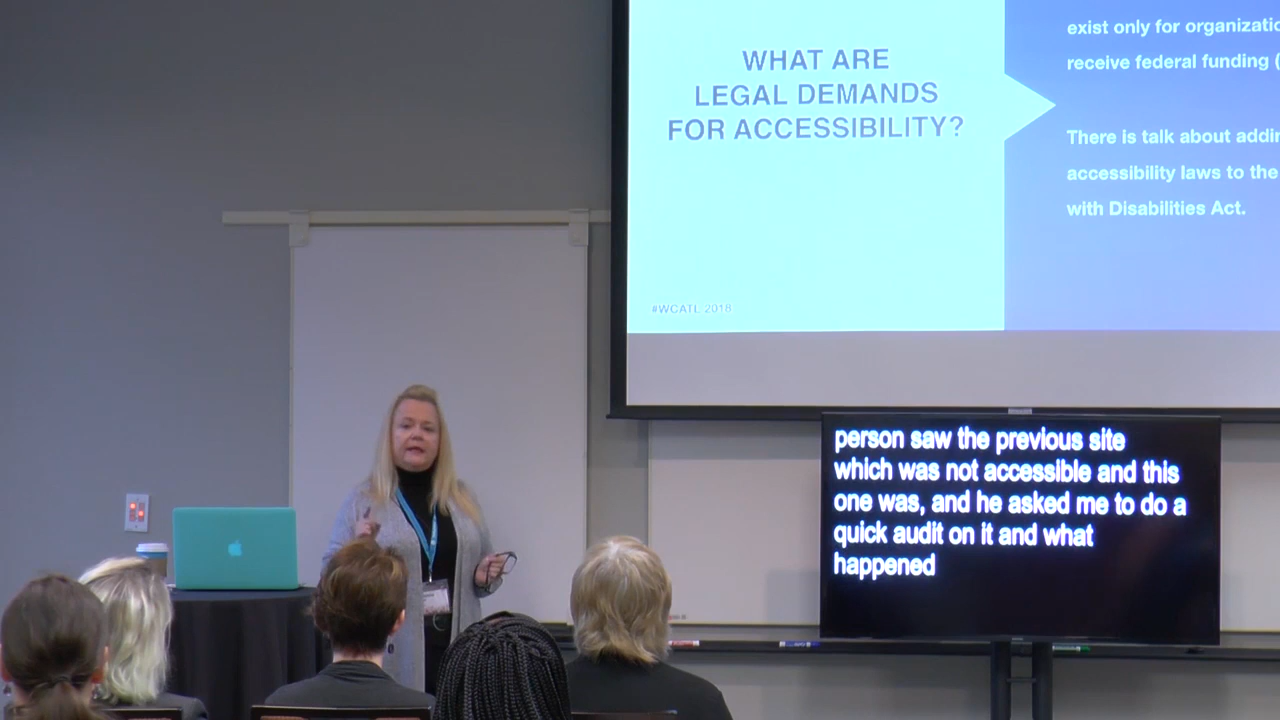 WHAT ARE
LEGAL DEMANDS
FOR ACCESSIBILITY?
#WCATL 2018
exist only for
receive federal funding (
There is talk about
accessibility laws to the
with Disabilities Act.
person saw the previous site
which was not accessible and this
one was, and he asked me to do a
quick audit on it and what
happened